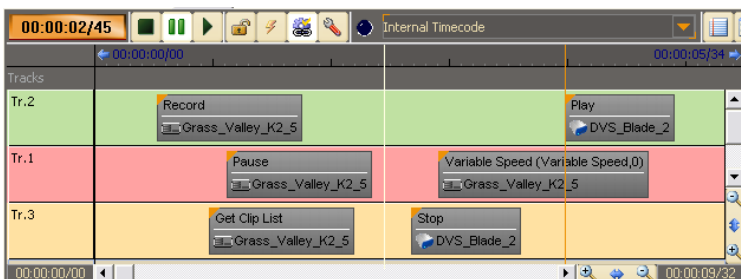 00:00:02/45
Internal Timecode
00:00:00/00
00:00:05/34
Tracks
Tr.2
Record
Grass_Valley_K2_5
Play
DVS_Blade_2
Tr.1
Pause
Grass_Valley_K2_5
Variable Speed (Variable Speed,0)
Grass_Valley_K2_5
Tr.3
Get Clip List
Grass_Valley_K2_5
Stop
DVS_Blade_2
00:00:00/00
00:00:09/32